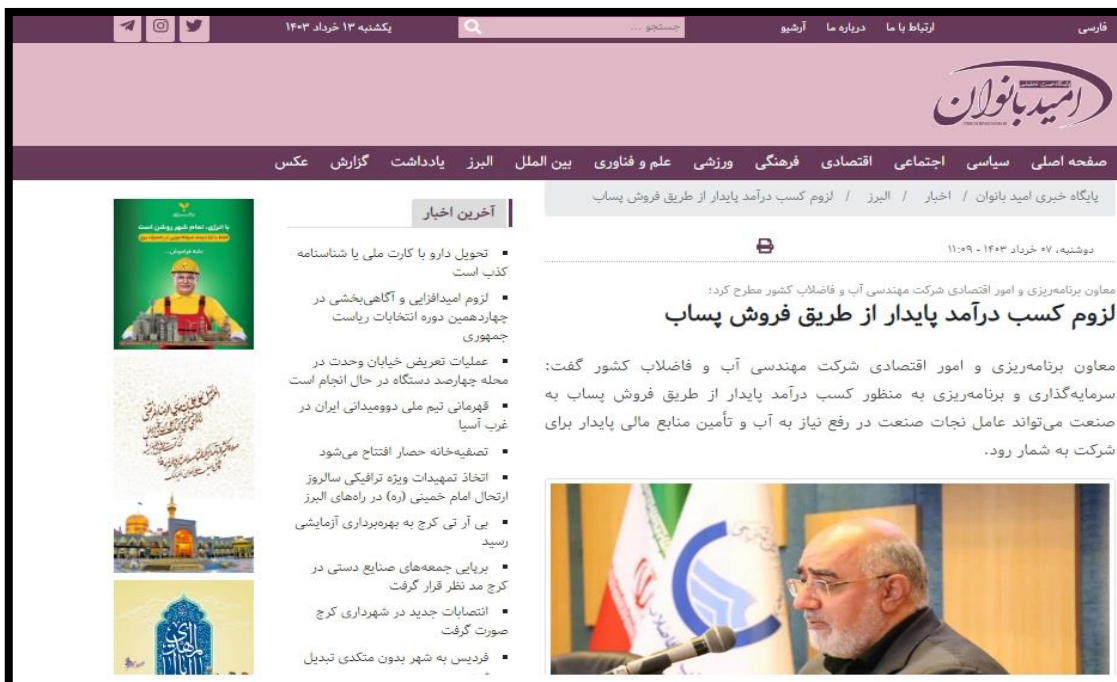 فارسی
ارتباط با ما
درباره ما
آرشیو
جستجو ...
یکشنبه ۱۳ خرداد ۱۴۰۳
امید بانوان
صفحه اصلی
سیاسی
اجتماعی
اقتصادی
فرهنگی
ورزشی
علم و فناوری
بین الملل
البرز
یادداشت
گزارش
عکس
پایگاه خبری امید بانوان / اخبار / البرز / لزوم کسب درآمد پایدار از طریق فروش پساب
دوشنبه، ۰۷ خرداد ۱۴۰۳ - ۱۱:۰۹
معاون برنامه‌ریزی و امور اقتصادی شرکت مهندسی آب و فاضلاب کشور مطرح کرد؛
لزوم کسب درآمد پایدار از طریق فروش پساب
معاون برنامه‌ریزی و امور اقتصادی شرکت مهندسی آب و فاضلاب کشور گفت:
سرمایه‌گذاری و برنامه‌ریزی به منظور کسب درآمد پایدار از طریق فروش پساب به
صنعت می‌تواند عامل نجات صنعت در رفع نیاز به آب و تأمین منابع مالی پایدار برای
شرکت به شمار رود.
آخرین اخبار
تحویل دارو با کارت ملی یا شناسنامه
کذب است
لزوم امیدافزایی و آگاهی‌بخشی در
چهاردهمین دوره انتخابات ریاست
جمهوری
عملیات تعریض خیابان وحدت در
محله چهارصد دستگاه در حال انجام است
قهرمانی تیم ملی دوومیدانی ایران در
غرب آسیا
تصفیه‌خانه حصار افتتاح می‌شود
اتخاذ تمهیدات ویژه ترافیکی سالروز
ارتحال امام خمینی (ره) در راه‌های البرز
بی آر تی کرج به بهره‌برداری آزمایشی
رسید
برپایی جمعه‌های صنایع دستی در
کرج مد نظر قرار گرفت
انتصابات جدید در شهرداری کرج
صورت گرفت
فردیس به شهر بدون متکدی تبدیل
با انرژی، تمام شهر روشن است